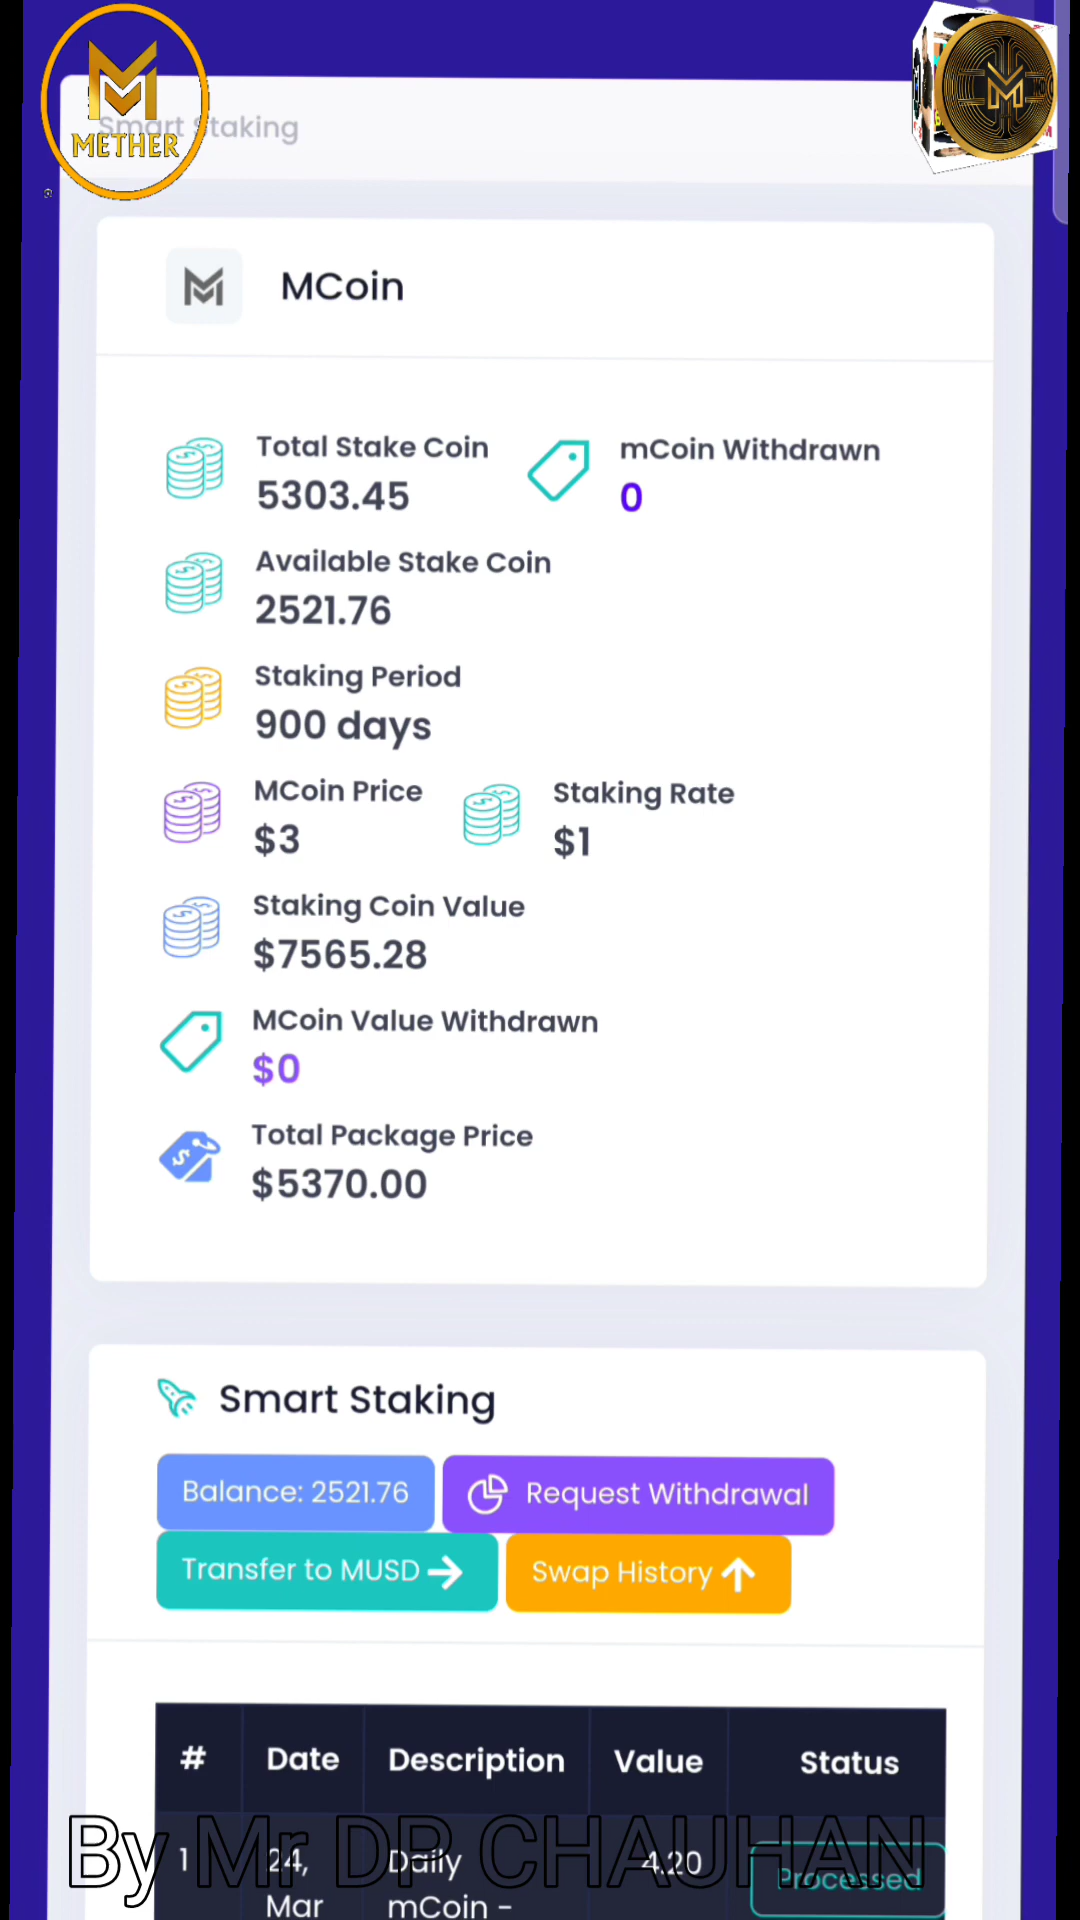 METHER
Smart Staking
MCoin
Total Stake Coin
5303.45
mCoin Withdrawn
0
Available Stake Coin
2521.76
Staking Period
900 days
MCoin Price
$3
Staking Rate
$1
Staking Coin Value
$7565.28
MCoin Value Withdrawn
$0
Total Package Price
$5370.00
Smart Staking
Balance: 2521.76
Request Withdrawal
Transfer to MUSD
Swap History
# Date Description Value Status
1 24, Daily 4.20 Processed
Mar mCoin -
By Mr DP CHAUHAN